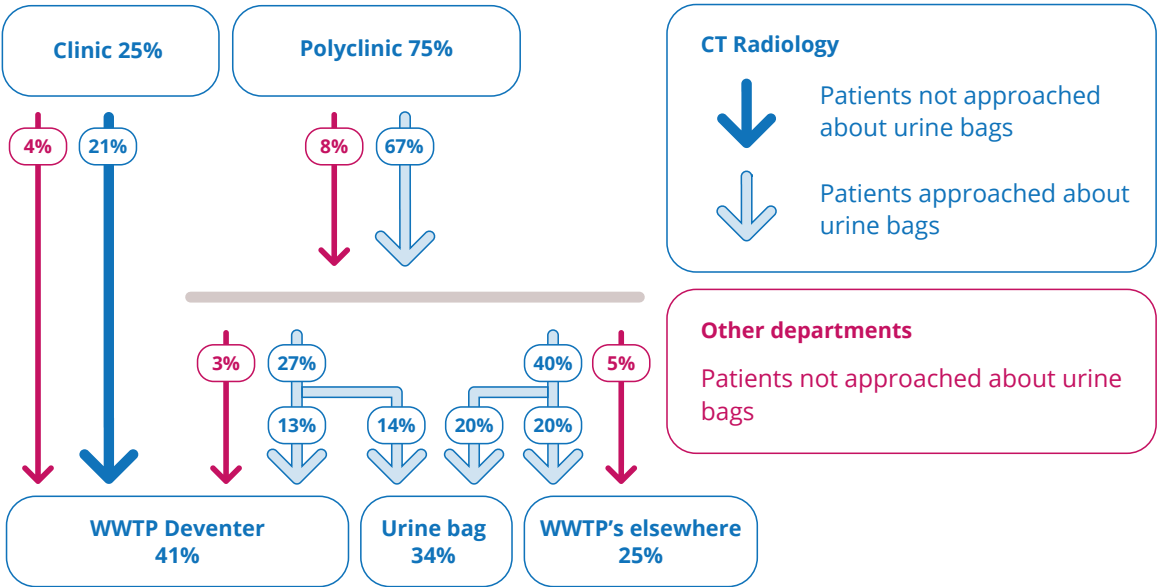 Clinic 25%
Polyclinic 75%
CT Radiology
Patients not approached
about urine bags
Patients approached about
urine bags
4%
21%
8%
67%
Other departments
Patients not approached about urine
bags
3%
27%
40%
5%
13%
14%
20%
20%
WWTP Deventer
41%
Urine bag
34%
WWTP's elsewhere
25%